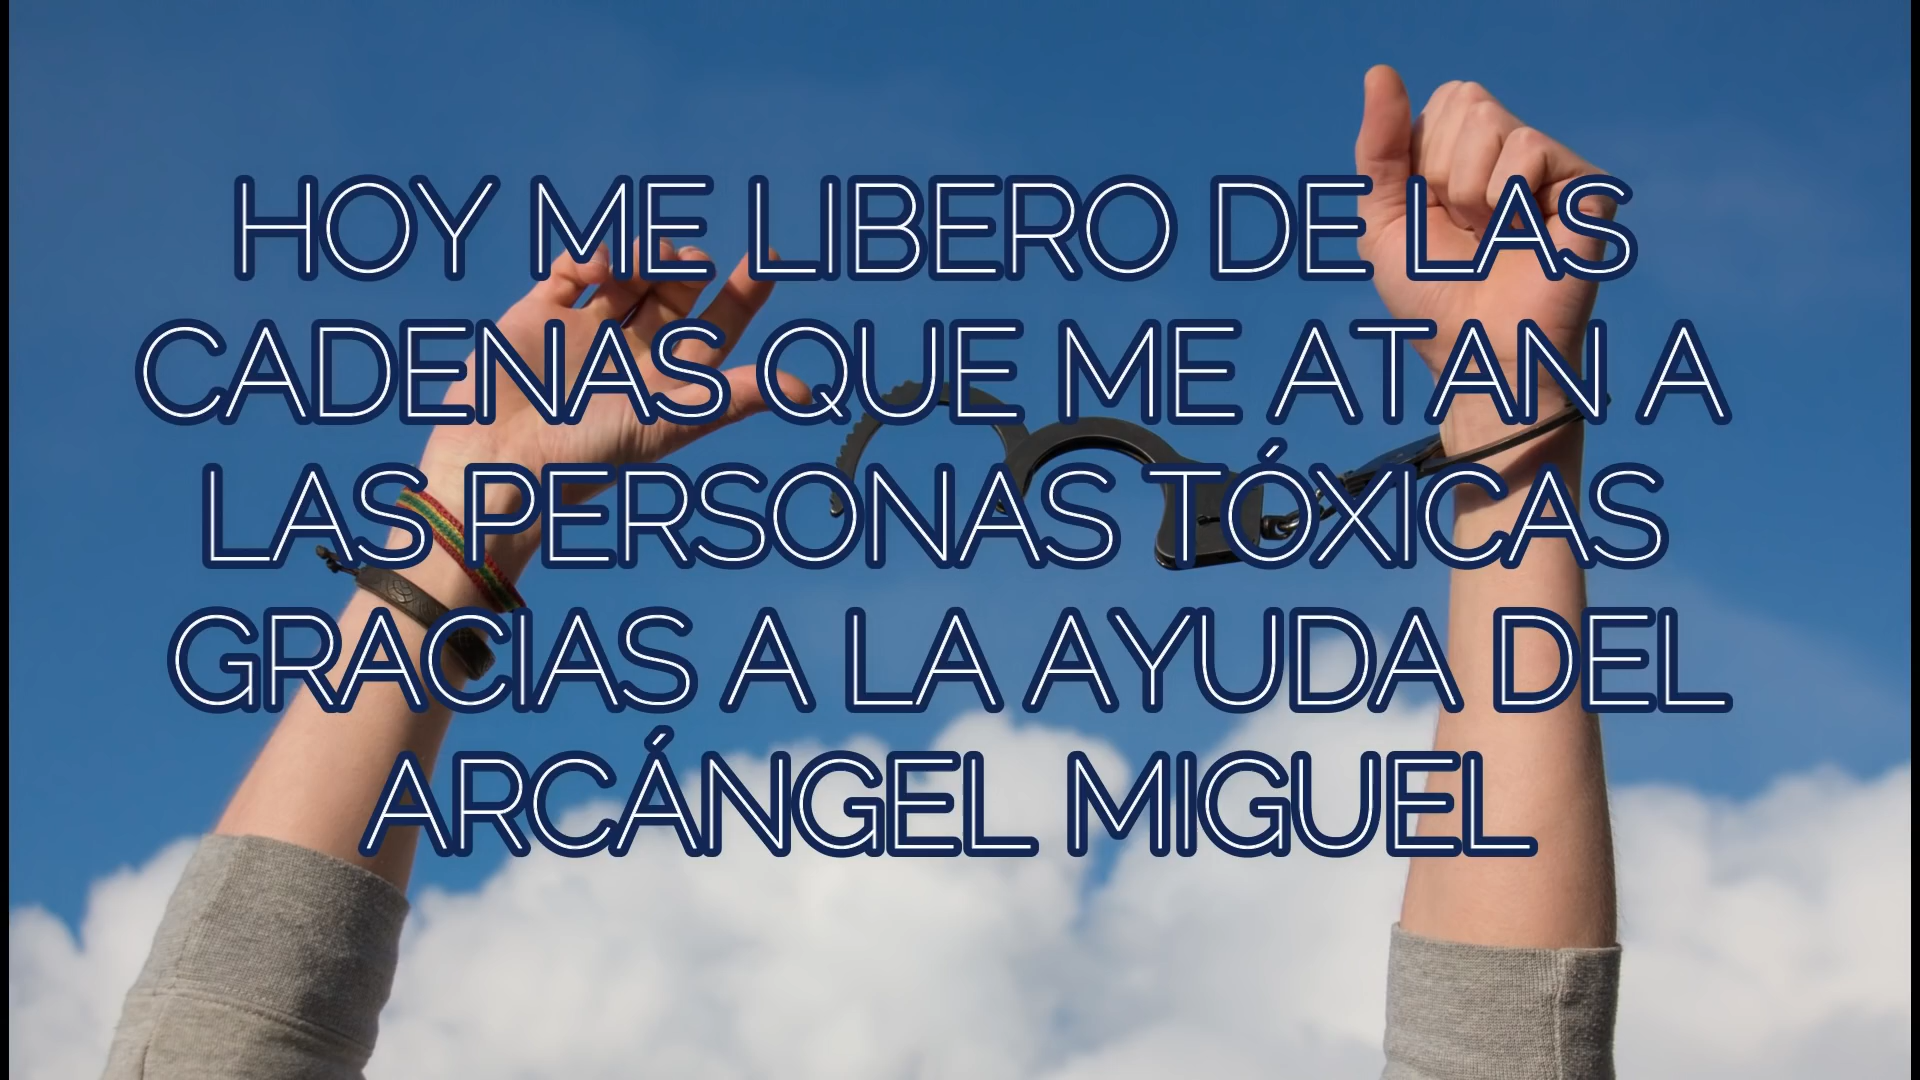 HOY ME LIBERO DE LAS
CADENAS QUE ME ATAN A
LAS PERSONAS TÓXICAS
GRACIAS A LA AYUDA DEL
ARCÁNGEL MIGUEL